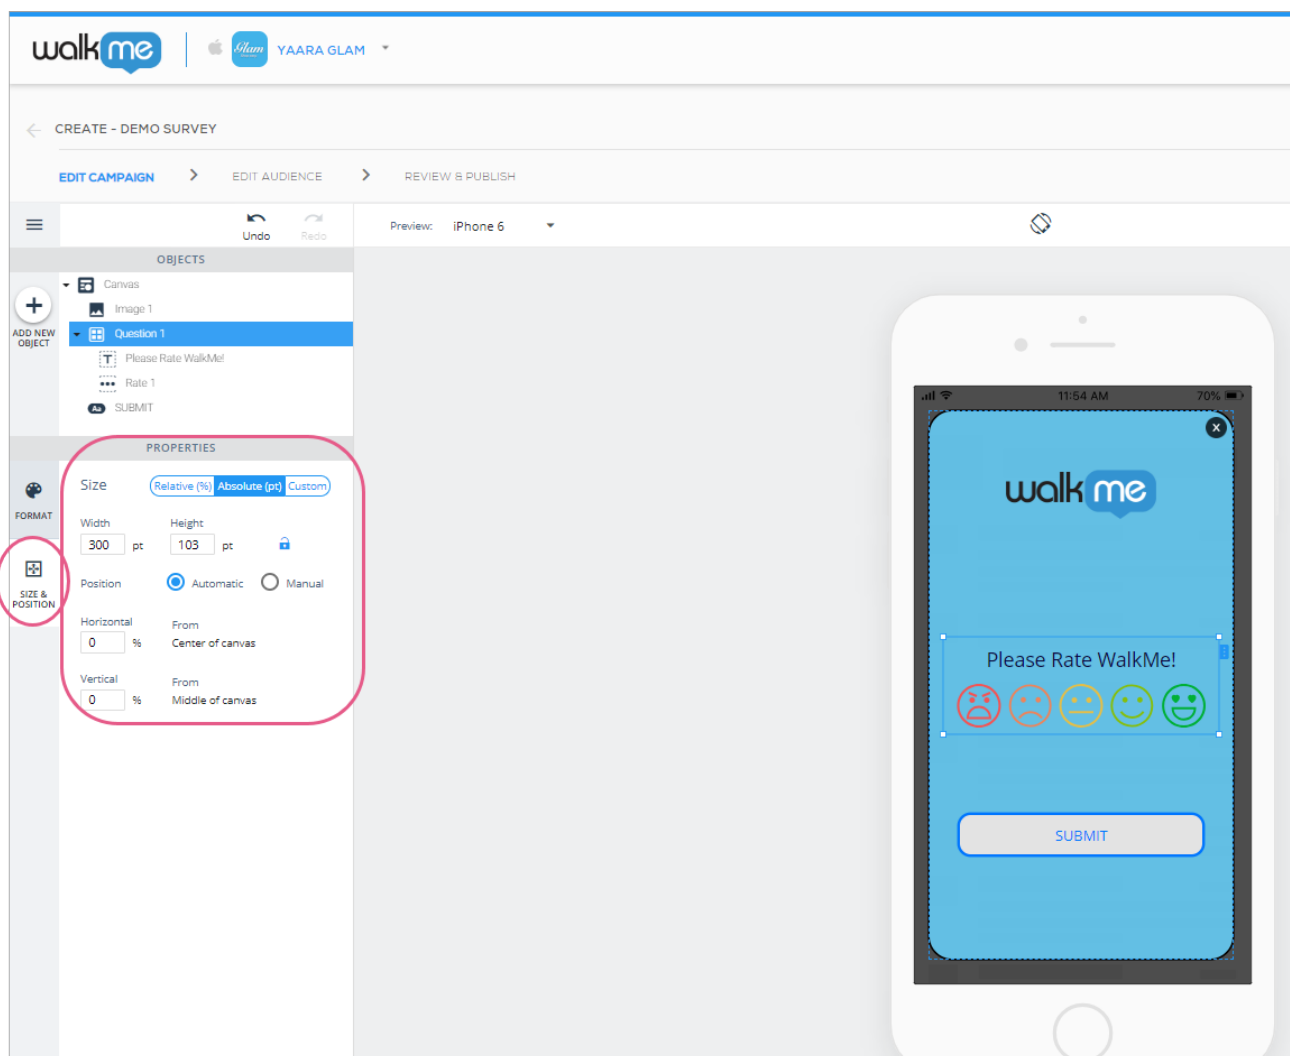 walkme
Glam
YAARA GLAM
CREATE - DEMO SURVEY
EDIT CAMPAIGN
EDIT AUDIENCE
REVIEW & PUBLISH
Undo
Redo
Preview: iPhone 6
OBJECTS
ADD NEW
OBJECT
Canvas
Image 1
Question 1
T
Please Rate WalkMe!
Rate 1
Aa
SUBMIT
PROPERTIES
FORMAT
SIZE &
POSITION
Size
Relative (%) Absolute (pt) Custom
Width Height
300 pt 103 pt
Position Automatic Manual
Horizontal From
0 % Center of canvas
Vertical From
0 % Middle of canvas
11:54 AM 70%
X
walkme
Please Rate WalkMe!
SUBMIT